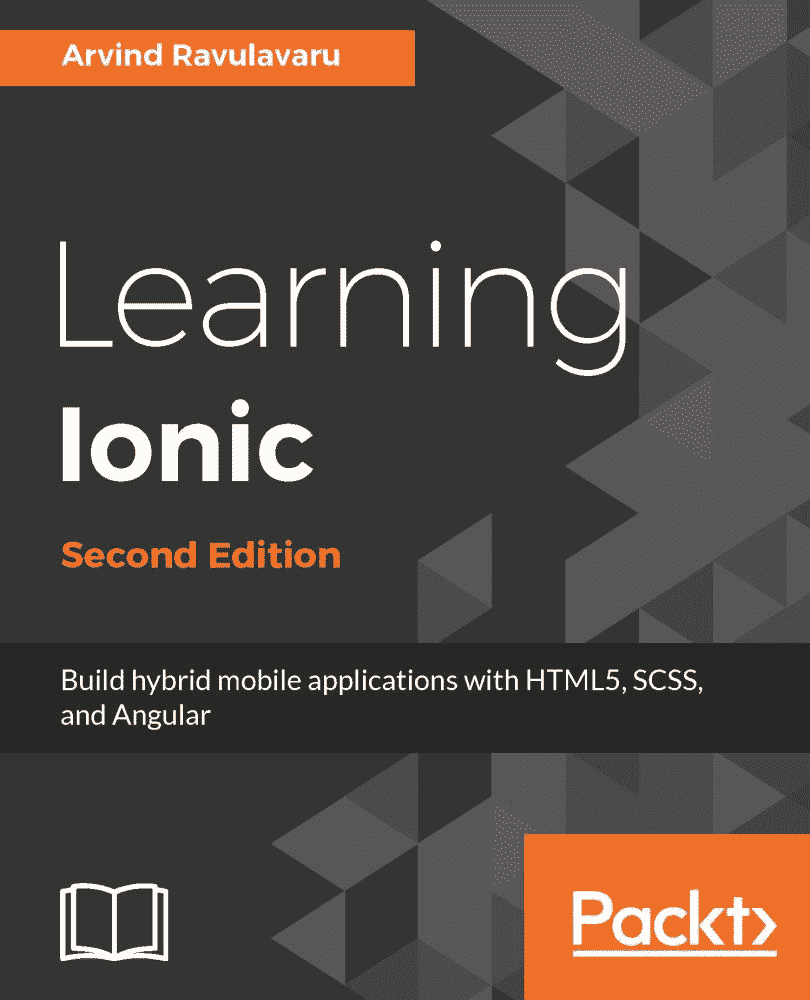 Arvind Ravulavaru
Learning
Ionic
Second Edition
Build hybrid mobile applications with HTML5, SCSS,
and Angular
Packt